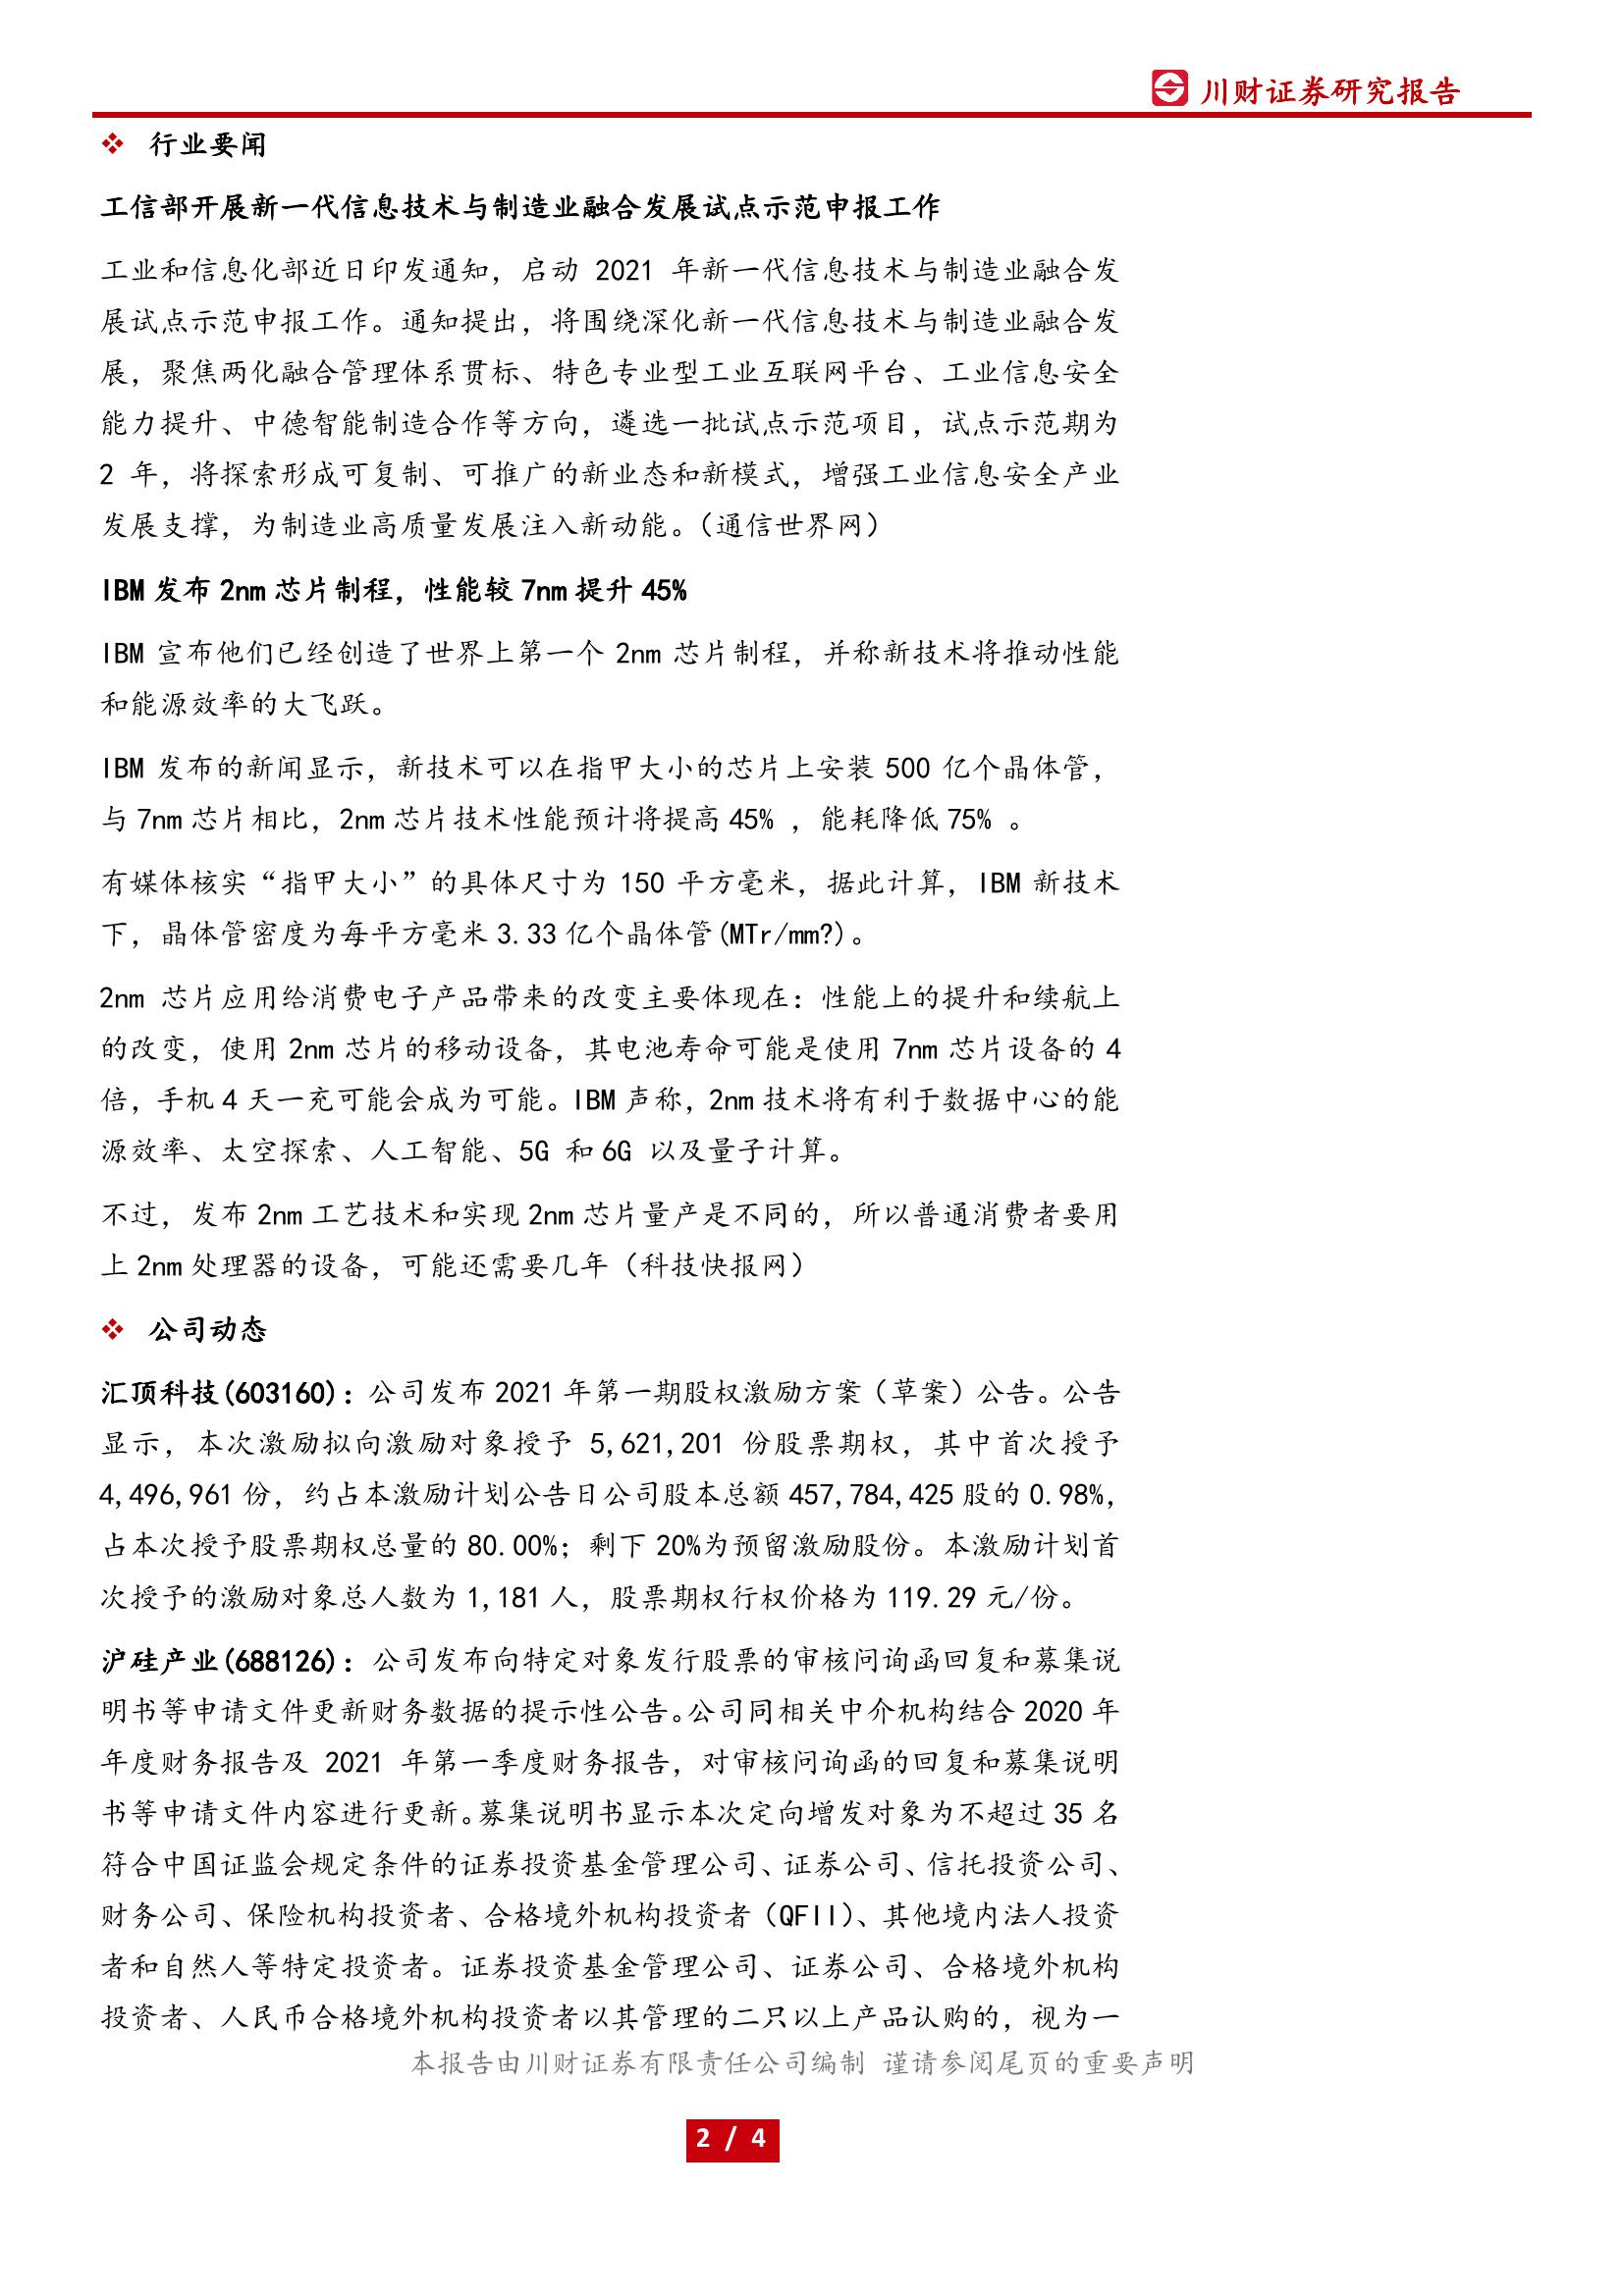 川财证券研究报告
❖ 行业要闻
工信部开展新一代信息技术与制造业融合发展试点示范申报工作
工业和信息化部近日印发通知，启动 2021 年新一代信息技术与制造业融合发
展试点示范申报工作。通知提出，将围绕深化新一代信息技术与制造业融合发
展，聚焦两化融合管理体系贯标、特色专业型工业互联网平台、工业信息安全
能力提升、中德智能制造合作等方向，遴选一批试点示范项目，试点示范期为
2 年，将探索形成可复制、可推广的新业态和新模式，增强工业信息安全产业
发展支撑，为制造业高质量发展注入新动能。（通信世界网）
IBM 发布 2nm 芯片制程，性能较 7nm 提升 45%
IBM 宣布他们已经创造了世界上第一个 2nm 芯片制程，并称新技术将推动性能
和能源效率的大飞跃。
IBM 发布的新闻显示，新技术可以在指甲大小的芯片上安装 500 亿个晶体管，
与 7nm 芯片相比，2nm 芯片技术性能预计将提高 45% ，能耗降低 75% 。
有媒体核实“指甲大小”的具体尺寸为 150 平方毫米，据此计算，IBM 新技术
下，晶体管密度为每平方毫米 3.33 亿个晶体管(MTr/mm?)。
2nm 芯片应用给消费电子产品带来的改变主要体现在：性能上的提升和续航上
的改变，使用 2nm 芯片的移动设备，其电池寿命可能是使用 7nm 芯片设备的 4
倍，手机 4 天一充可能会成为可能。IBM 声称，2nm 技术将有利于数据中心的能
源效率、太空探索、人工智能、5G 和 6G 以及量子计算。
不过，发布 2nm 工艺技术和实现 2nm 芯片量产是不同的，所以普通消费者要用
上 2nm 处理器的设备，可能还需要几年（科技快报网）
❖ 公司动态
汇顶科技(603160)：公司发布 2021 年第一期股权激励方案（草案）公告。公告
显示，本次激励拟向激励对象授予 5,621,201 份股票期权，其中首次授予
4,496,961 份，约占本激励计划公告日公司股本总额 457,784,425 股的 0.98%，
占本次授予股票期权总量的 80.00%；剩下 20%为预留激励股份。本激励计划首
次授予的激励对象总人数为 1,181 人，股票期权行权价格为 119.29 元/份。
沪硅产业(688126)：公司发布向特定对象发行股票的审核问询函回复和募集说
明书等申请文件更新财务数据的提示性公告。公司同相关中介机构结合 2020 年
年度财务报告及 2021 年第一季度财务报告，对审核问询函的回复和募集说明
书等申请文件内容进行更新。募集说明书显示本次定向增发对象为不超过 35 名
符合中国证监会规定条件的证券投资基金管理公司、证券公司、信托投资公司、
财务公司、保险机构投资者、合格境外机构投资者（QFII）、其他境内法人投资
者和自然人等特定投资者。证券投资基金管理公司、证券公司、合格境外机构
投资者、人民币合格境外机构投资者以其管理的二只以上产品认购的，视为一
本报告由川财证券有限责任公司编制 谨请参阅尾页的重要声明
2 / 4